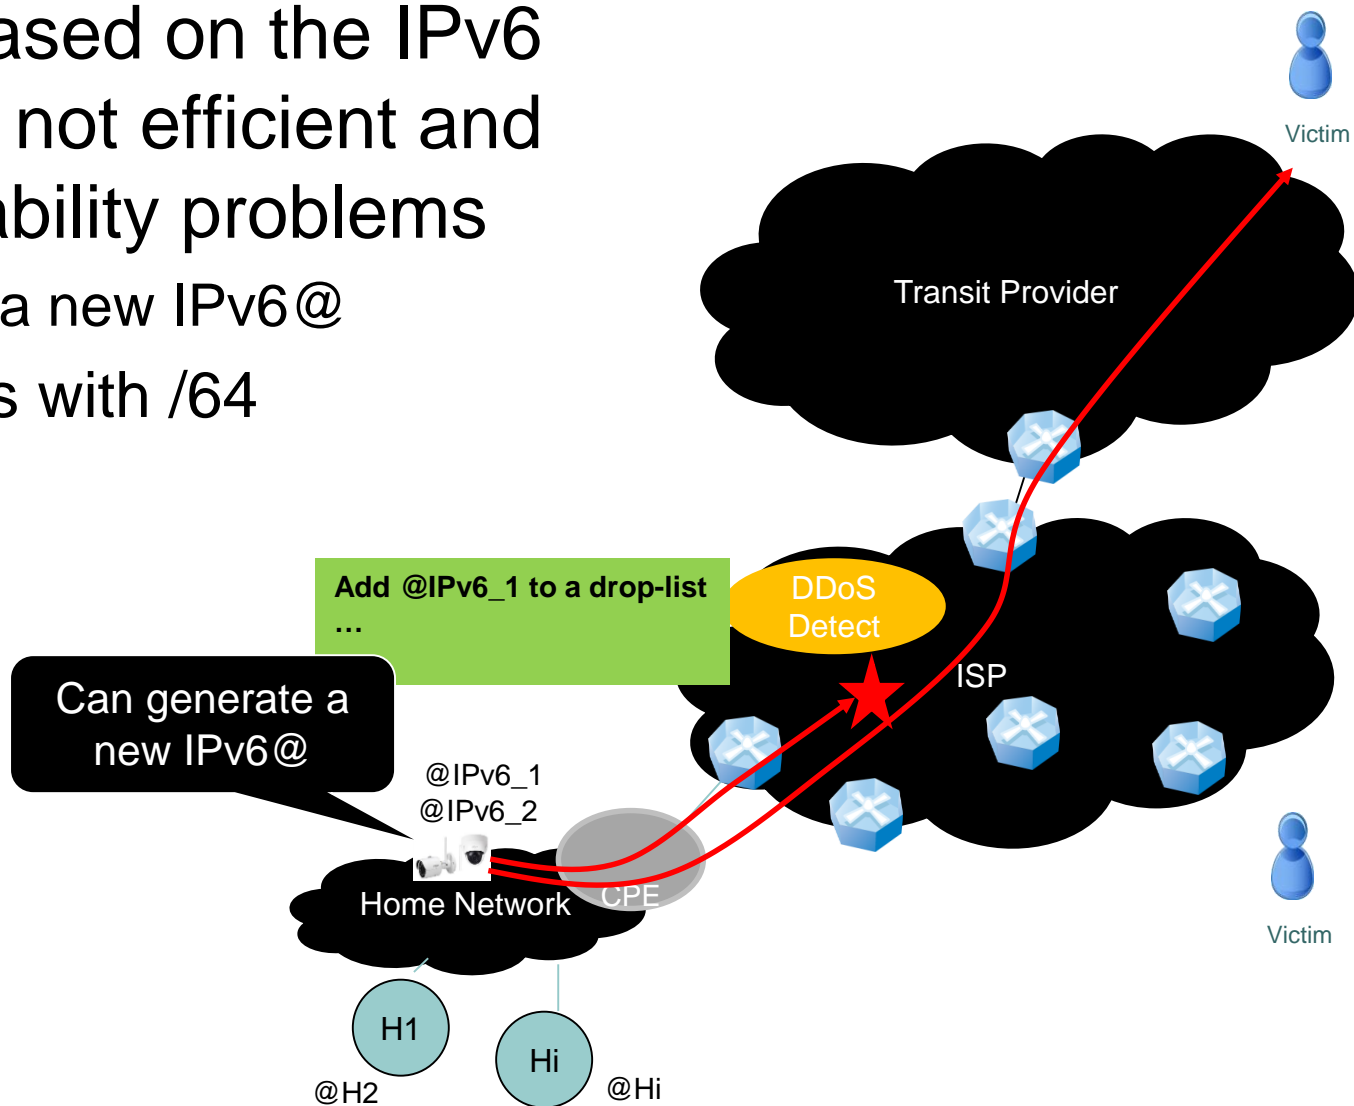 ased on the IPv6
not efficient and
ability problems
a new IPv6@
s with /64
Victim
Transit Provider
Add @IPv6_1 to a drop-list
…
DDoS
Detect
ISP
Can generate a
new IPv6@
@IPv6_1
@IPv6_2
CPE
Home Network
Victim
H1
Hi
@H2
@Hi